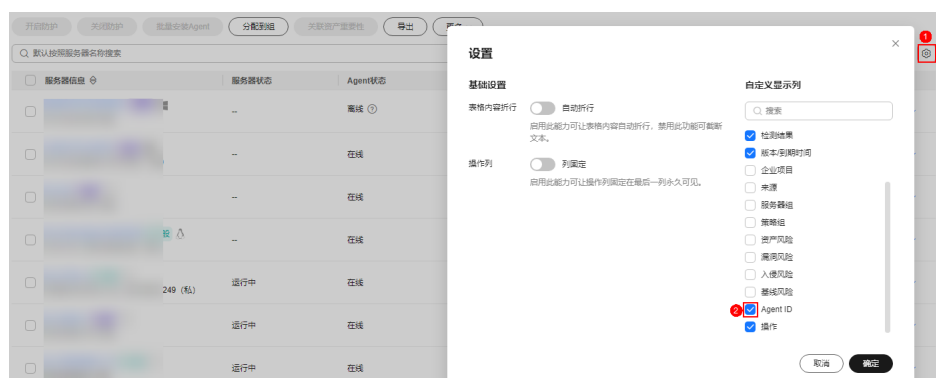 开启防护 关闭防护 批量安装Agent 分配到组 关联资产重要性 导出
默认按照服务器名称搜索
服务器信息 服务器状态 Agent状态
-- 离线
-- 在线
-- 在线
-- 在线
249 (私) 运行中 在线
运行中 在线
运行中 在线
1
设置
基础设置
表格内容折行 自动折行
启用此能力可让表格内容自动折行，禁用此功能可截断
文本。
操作列 列固定
启用此能力可让操作列固定在最后一列永久可见。
自定义显示列
搜索
检测结果
版本/到期时间
企业项目
来源
服务器组
策略组
资产风险
漏洞风险
入侵风险
基线风险
2 Agent ID
操作
取消 确定